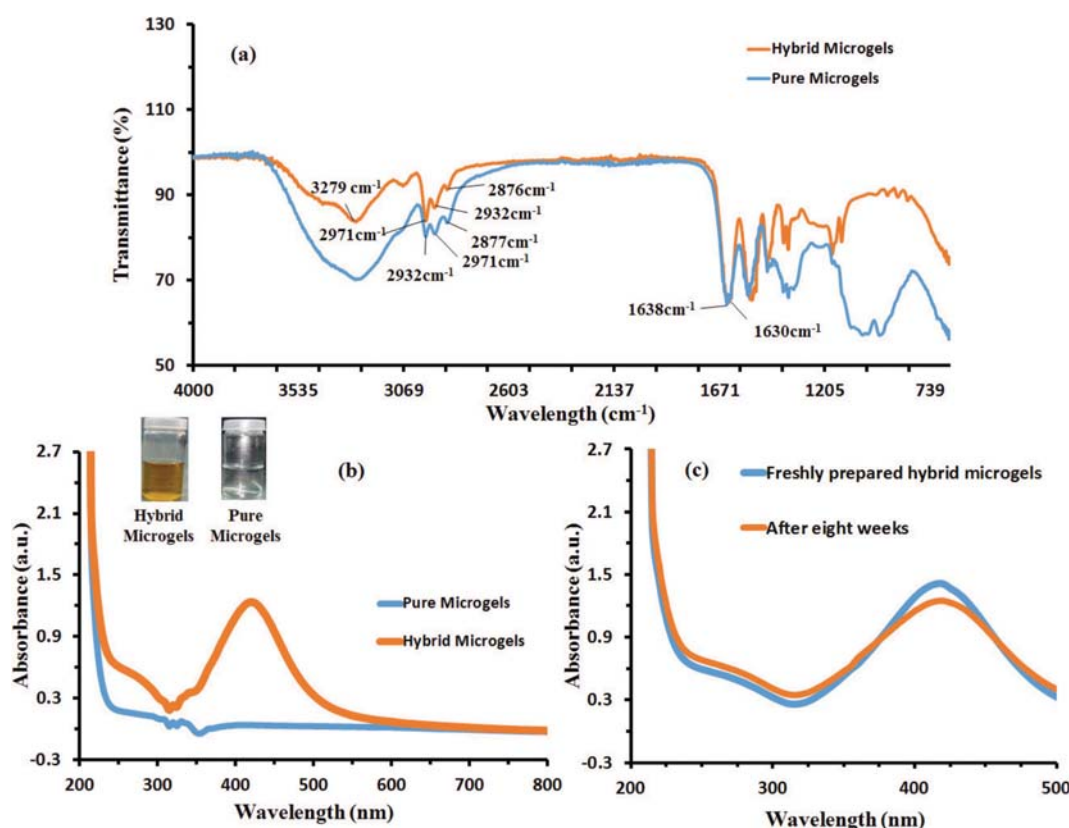 (a)
Hybrid Microgels
Pure Microgels
130
110
90
70
50
Transmittance (%)
3279 cm⁻¹
2971cm⁻¹
2932cm⁻¹
2876cm⁻¹
2932cm⁻¹
2877cm⁻¹
2971cm⁻¹
1638cm⁻¹
1630cm⁻¹
4000 3535 3069 2603 2137 1671 1205 739
Wavelength (cm⁻¹)
(b)
Hybrid
Microgels
Pure
Microgels
Pure Microgels
Hybrid Microgels
2.7
2.1
1.5
0.9
0.3
-0.3
Absorbance (a.u.)
200 300 400 500 600 700 800
Wavelength (nm)
(c)
Freshly prepared hybrid microgels
After eight weeks
2.7
2.1
1.5
0.9
0.3
-0.3
Absorbance (a.u.)
200 300 400 500
Wavelength (nm)